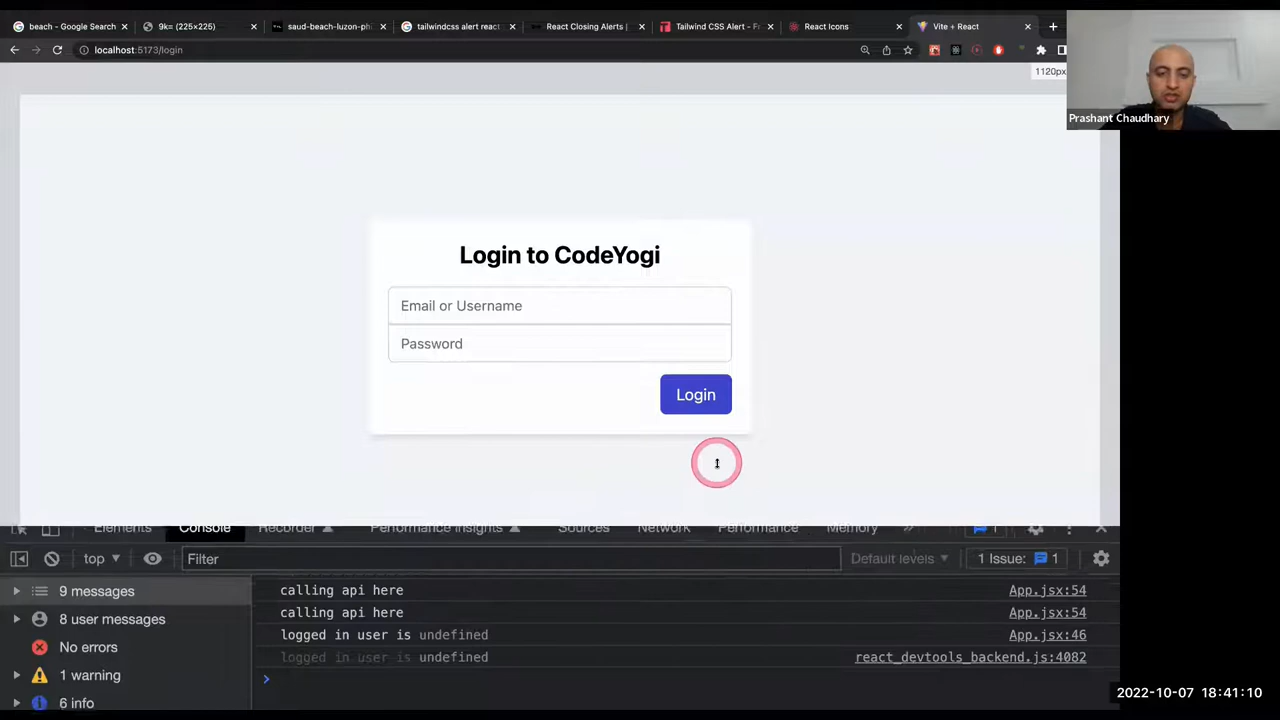 beach - Google Search
9k= (225×225)
saud-beach-luzon-phi
tailwindcss alert react
React Closing Alerts |
Tailwind CSS Alert - Fr
React Icons
Vite + React
localhost:5173/login
1120px
Prashant Chaudhary
Login to CodeYogi
Email or Username
Password
Login
Elements
Console
Recorder
Performance insights
Sources
Network
Performance
Memory
»
1
top
Filter
Default levels
1 Issue:
1
9 messages
8 user messages
No errors
1 warning
6 info
calling api here
App.jsx:54
calling api here
App.jsx:54
logged in user is undefined
App.jsx:46
logged in user is undefined
react_devtools_backend.js:4082
2022-10-07 18:41:10